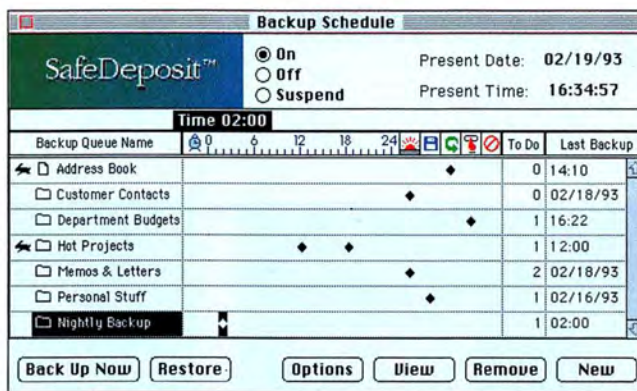 Backup Schedule
SafeDeposit™
On
Off
Suspend
Present Date: 02/19/93
Present Time: 16:34:57
Time 02:00
Backup Queue Name 0 6 12 18 24 To Do Last Backup
Address Book 0 14:10
Customer Contacts 0 02/18/93
Department Budgets 1 16:22
Hot Projects 1 12:00
Memos & Letters 2 02/18/93
Personal Stuff 1 02/16/93
Nightly Backup 1 02:00
Back Up Now Restore Options View Remove New